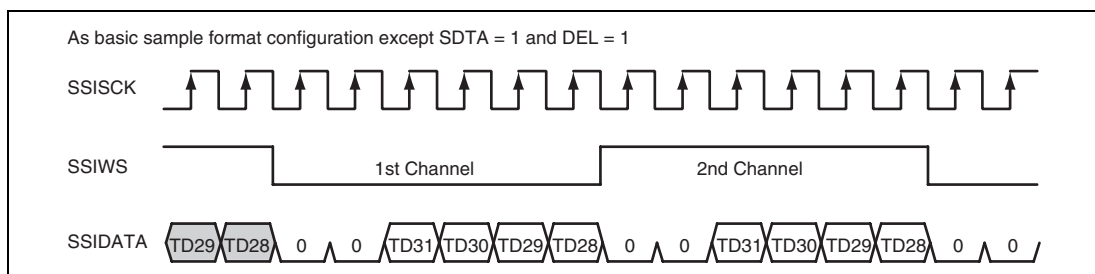 As basic sample format configuration except SDTA = 1 and DEL = 1
SSISCK
SSIWS 1st Channel 2nd Channel
SSIDATA TD29 TD28 0 0 TD31 TD30 TD29 TD28 0 0 TD31 TD30 TD29 TD28 0 0